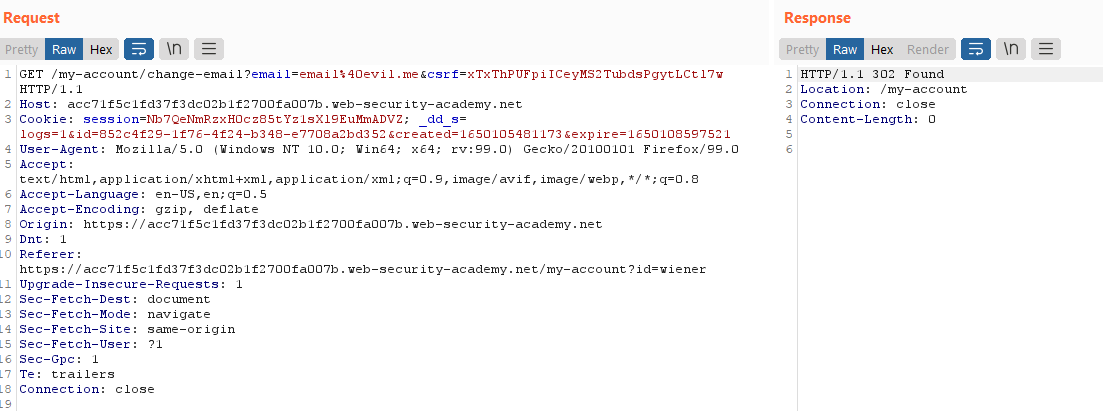 Request
Pretty Raw Hex \n
1 GET /my-account/change-email?email=email%40evil.me&csrf=xTxThPUFpiICeyMS2TubdsPgytLCtl7w
HTTP/1.1
2 Host: acc71f5c1fd37f3dc02b1f2700fa007b.web-security-academy.net
3 Cookie: session=Nb7QeNmRzxH0cz85tYz1sXl9EuMmADVZ; _dd_s=
logs=1&id=852c4f29-1f76-4f24-b348-e7708a2bd352&created=1650105481173&expire=1650108597521
4 User-Agent: Mozilla/5.0 (Windows NT 10.0; Win64; x64; rv:99.0) Gecko/20100101 Firefox/99.0
5 Accept:
text/html,application/xhtml+xml,application/xml;q=0.9,image/avif,image/webp,*/*;q=0.8
6 Accept-Language: en-US,en;q=0.5
7 Accept-Encoding: gzip, deflate
8 Origin: https://acc71f5c1fd37f3dc02b1f2700fa007b.web-security-academy.net
9 Dnt: 1
10 Referer:
https://acc71f5c1fd37f3dc02b1f2700fa007b.web-security-academy.net/my-account?id=wiener
11 Upgrade-Insecure-Requests: 1
12 Sec-Fetch-Dest: document
13 Sec-Fetch-Mode: navigate
14 Sec-Fetch-Site: same-origin
15 Sec-Fetch-User: ?1
16 Sec-Gpc: 1
17 Te: trailers
18 Connection: close
19
Response
Pretty Raw Hex Render \n
1 HTTP/1.1 302 Found
2 Location: /my-account
3 Connection: close
4 Content-Length: 0
5
6